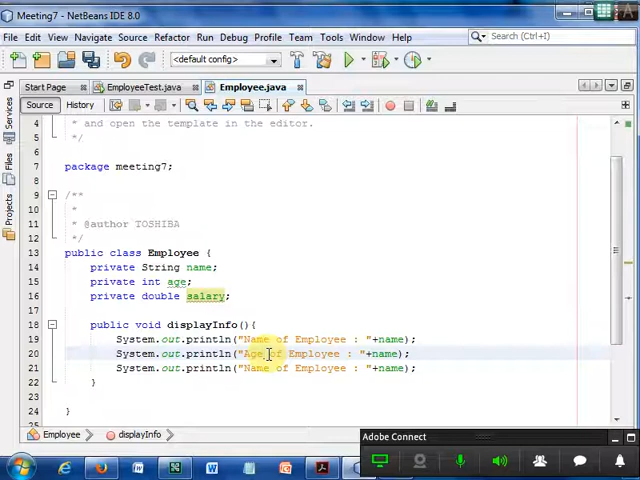 Meeting7 - NetBeans IDE 8.0
File Edit View Navigate Source Refactor Run Debug Profile Team Tools Window Help
Search (Ctrl+I)
<default config>
Start Page EmployeeTest.java Employee.java
Source History
Services
Files
Projects
4 * and open the template in the editor.
5 */
6
7 package meeting7;
8
9 /**
10 *
11 * @author TOSHIBA
12 */
13 public class Employee {
14 private String name;
15 private int age;
16 private double salary;
17
18 public void displayInfo(){
19 System.out.println("Name of Employee : "+name);
20 System.out.println("Age of Employee : "+name);
21 System.out.println("Name of Employee : "+name);
22 }
23
24 }
25
Employee displayInfo
Adobe Connect